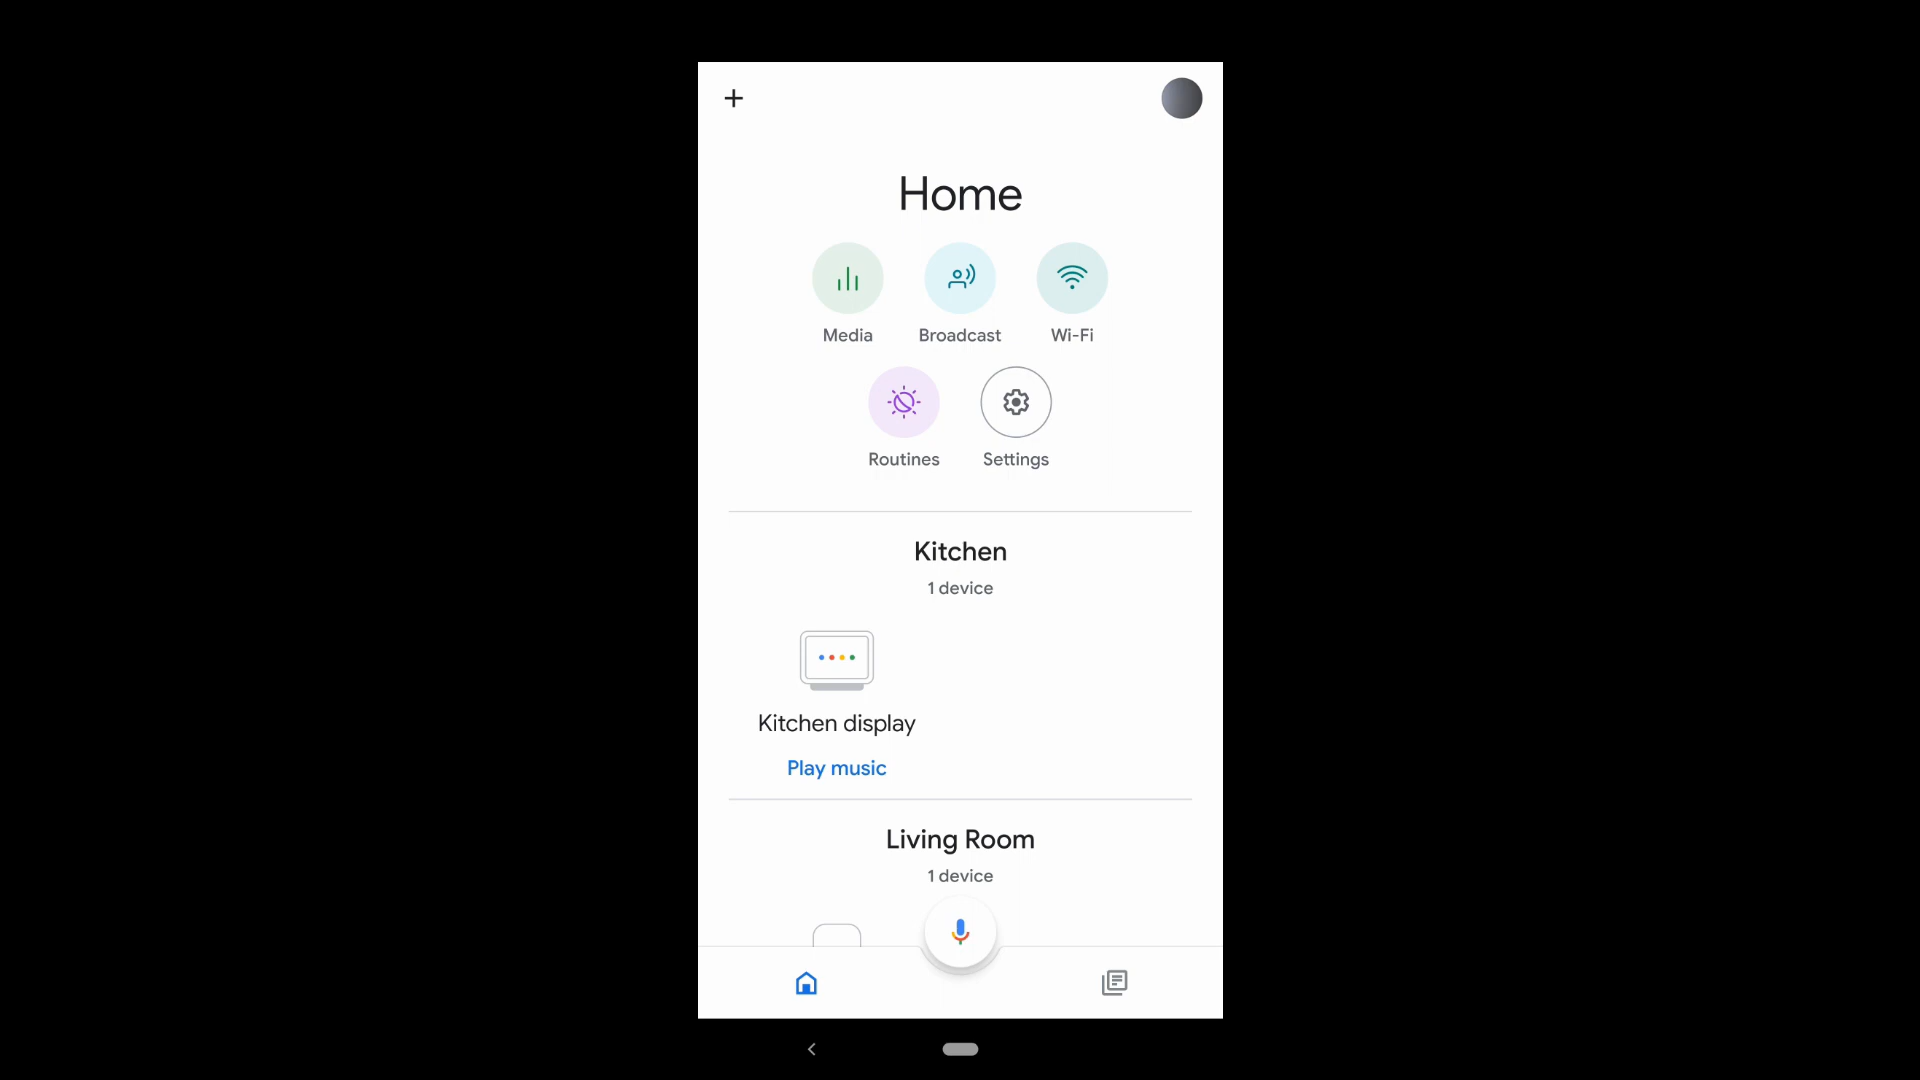 Home
Media
Broadcast
Wi-Fi
Routines
Settings
Kitchen
1 device
Kitchen display
Play music
Living Room
1 device